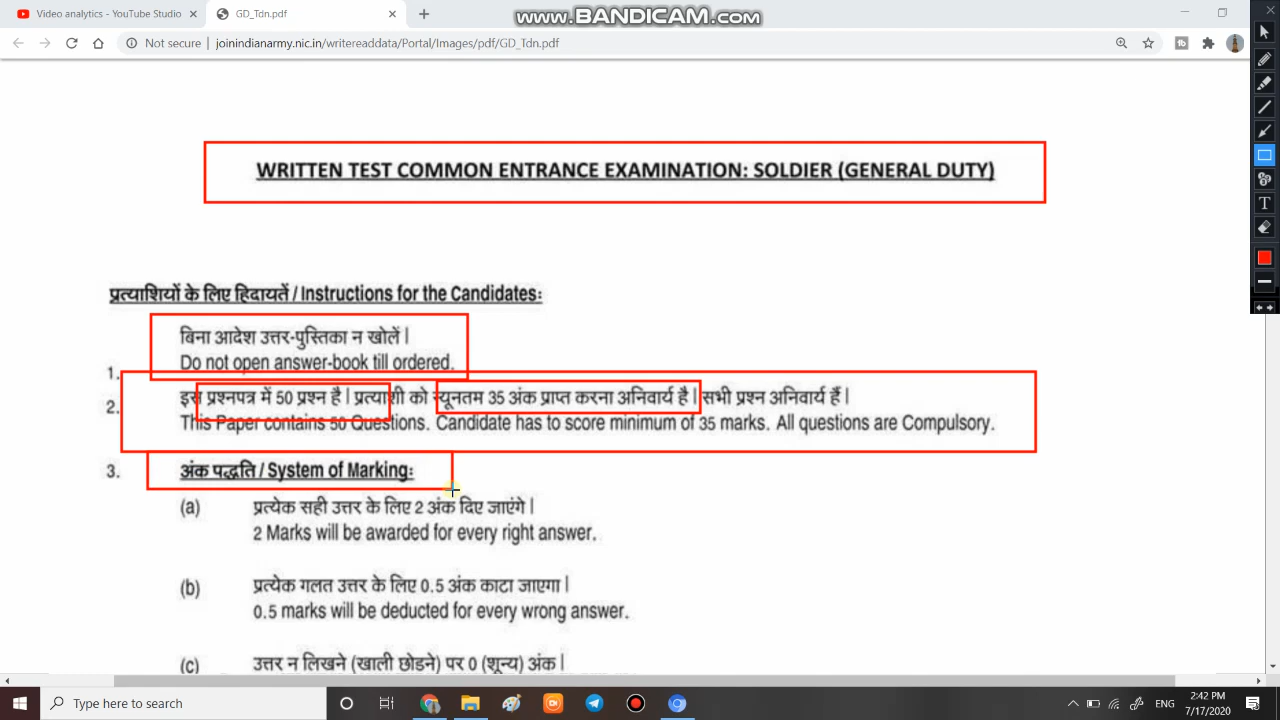 Video analytics - YouTube Studio
GD_Tdn.pdf
www.BANDICAM.com
Not secure | joinindianarmy.nic.in/writereaddata/Portal/Images/pdf/GD_Tdn.pdf
WRITTEN TEST COMMON ENTRANCE EXAMINATION: SOLDIER (GENERAL DUTY)
प्रत्याशियों के लिए हिदायतें / Instructions for the Candidates:
बिना आदेश उत्तर-पुस्तिका न खोलें |
1. Do not open answer-book till ordered.
2. इस प्रश्नपत्र में 50 प्रश्न है | प्रत्याशी को न्यूनतम 35 अंक प्राप्त करना अनिवार्य है | सभी प्रश्न अनिवार्य हैं |
This Paper contains 50 Questions. Candidate has to score minimum of 35 marks. All questions are Compulsory.
3. अंक पद्धति / System of Marking:
(a) प्रत्येक सही उत्तर के लिए 2 अंक दिए जाएंगे |
2 Marks will be awarded for every right answer.
(b) प्रत्येक गलत उत्तर के लिए 0.5 अंक काटा जाएगा |
0.5 marks will be deducted for every wrong answer.
(c) उत्तर न लिखने (खाली छोडने) पर 0 (शून्य) अंक |
Type here to search
ENG
2:42 PM
7/17/2020